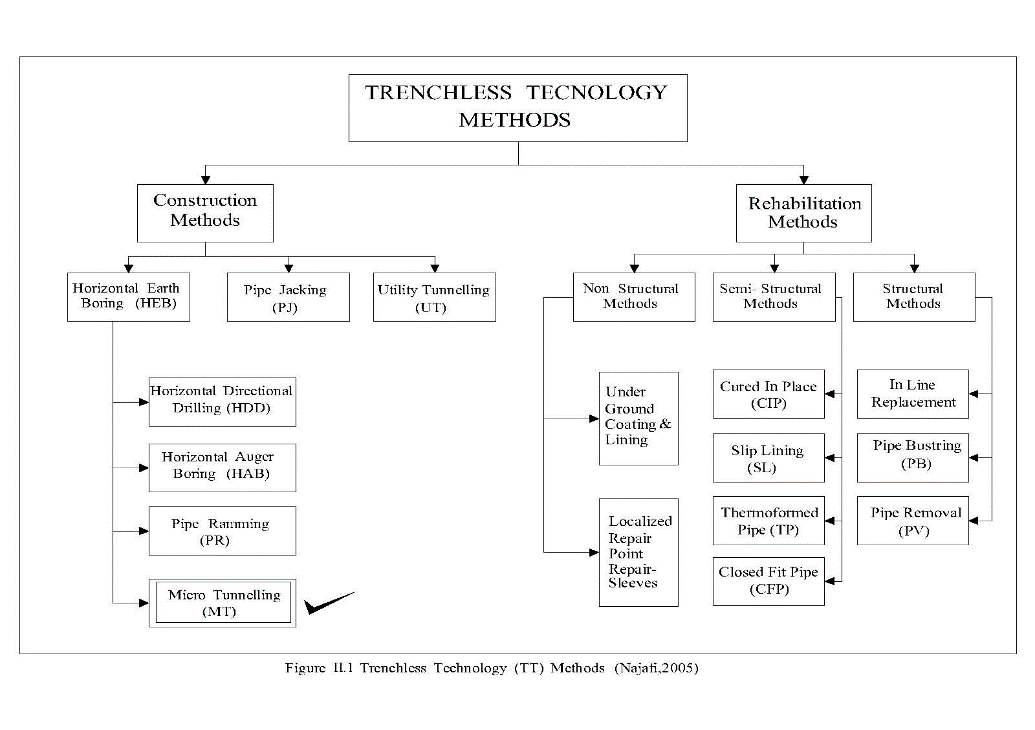 TRENCHLESS TECNOLOGY
METHODS
Construction
Methods
Rehabilitation
Methods
Horizontal Earth
Boring (HEB)
Pipe Jacking
(PJ)
Utility Tunnelling
(UT)
Non Structural
Methods
Semi- Structural
Methods
Structural
Methods
Horizontal Directional
Drilling (HDD)
Horizontal Auger
Boring (HAB)
Pipe Ramming
(PR)
Micro Tunnelling
(MT)
Under
Ground
Coating &
Lining
Localized
Repair
Point
Repair-
Sleeves
Cured In Place
(CIP)
Slip Lining
(SL)
Thermoformed
Pipe (TP)
Closed Fit Pipe
(CFP)
In Line
Replacement
Pipe Bustring
(PB)
Pipe Removal
(PV)
Figure II.1 Trenchless Technology (TT) Methods (Najafi,2005)